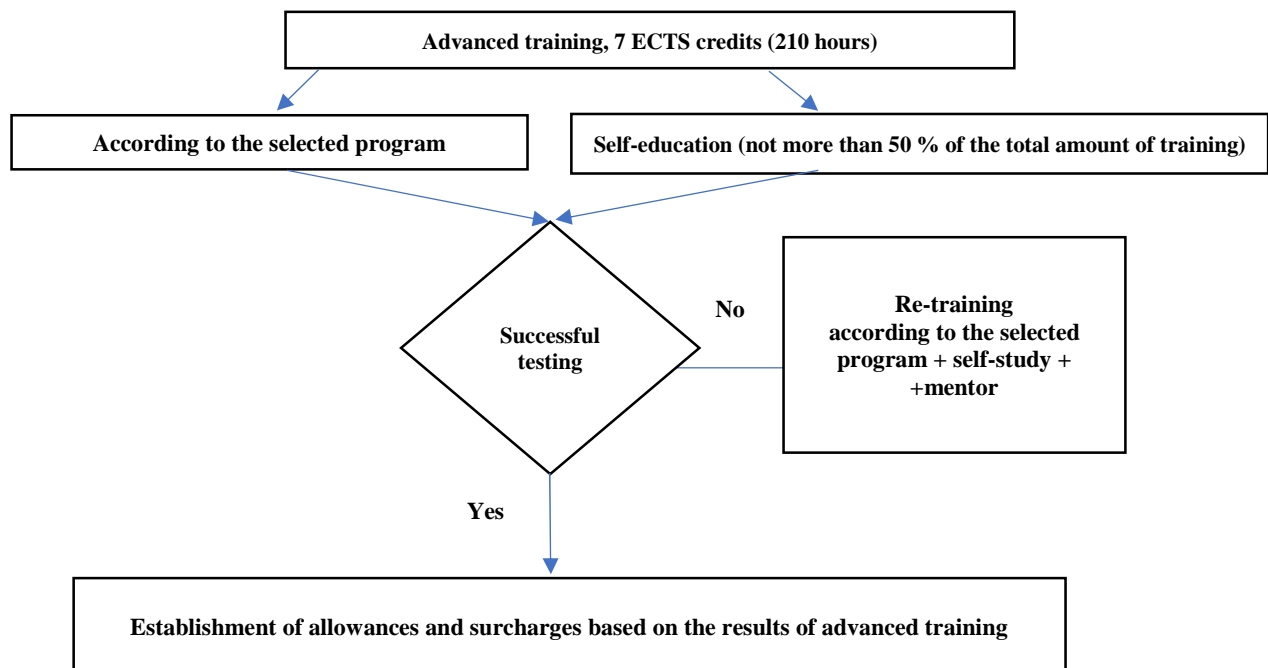 Advanced training, 7 ECTS credits (210 hours)
According to the selected program
Self-education (not more than 50 % of the total amount of training)
Successful
testing
No
Re-training
according to the selected
program + self-study +
+mentor
Yes
Establishment of allowances and surcharges based on the results of advanced training